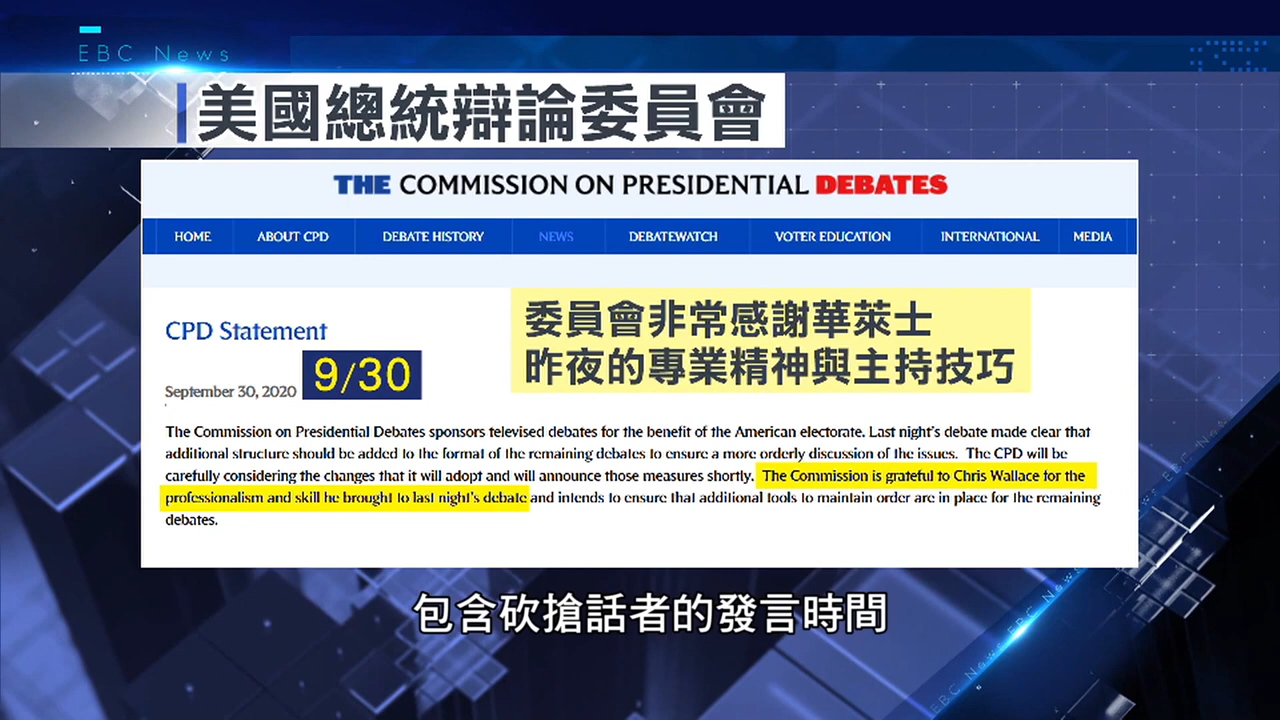 EBC News
美國總統辯論委員會
THE COMMISSION ON PRESIDENTIAL DEBATES
HOME ABOUT CPD DEBATE HISTORY NEWS DEBATEWATCH VOTER EDUCATION INTERNATIONAL MEDIA
CPD Statement
委員會非常感謝華萊士
昨夜的專業精神與主持技巧
September 30, 2020
9/30
The Commission on Presidential Debates sponsors televised debates for the benefit of the American electorate. Last night's debate made clear that
additional structure should be added to the format of the remaining debates to ensure a more orderly discussion of the issues. The CPD will be
carefully considering the changes that it will adopt and will announce those measures shortly. The Commission is grateful to Chris Wallace for the
professionalism and skill he brought to last night's debate and intends to ensure that additional tools to maintain order are in place for the remaining
debates.
包含砍搶話者的發言時間
EBC News EBC News EBC News